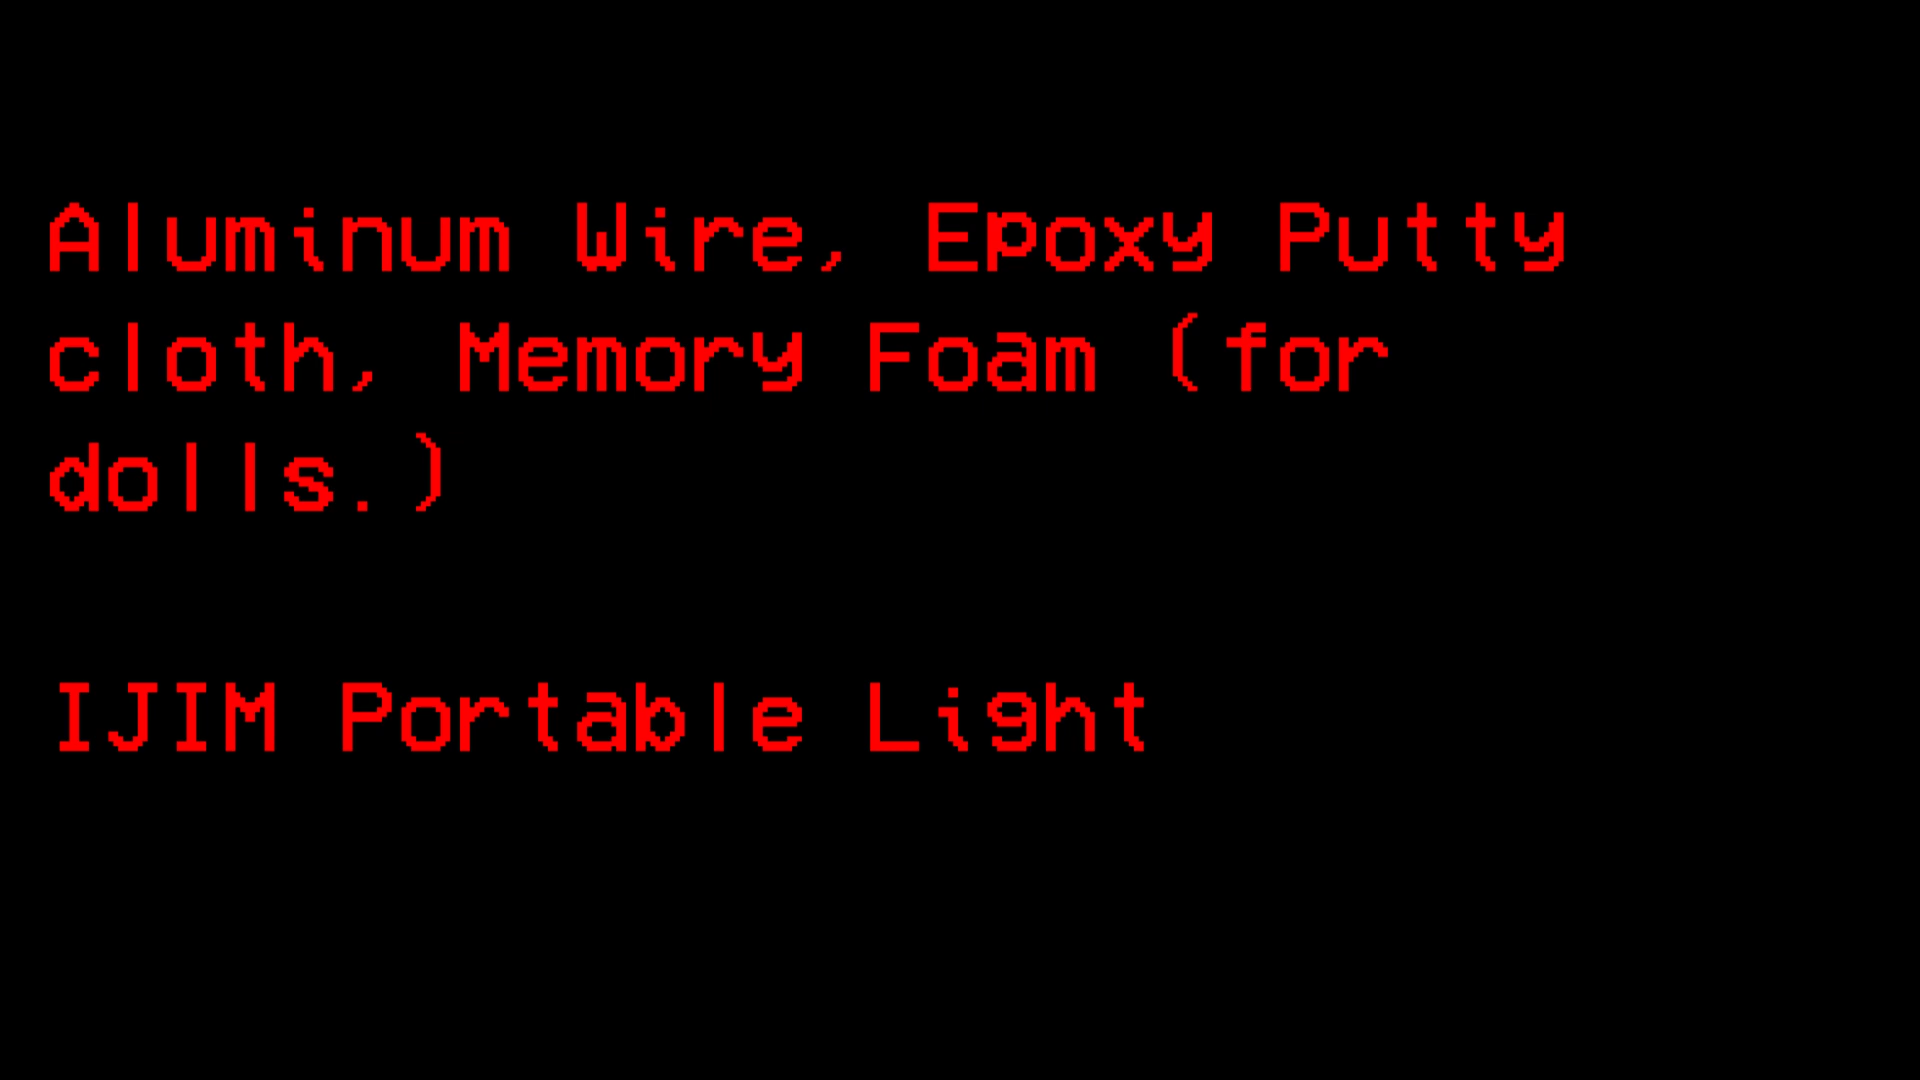 Aluminum Wire, Epoxy Putty
cloth, Memory Foam (for
dolls.)
IJIM Portable Light